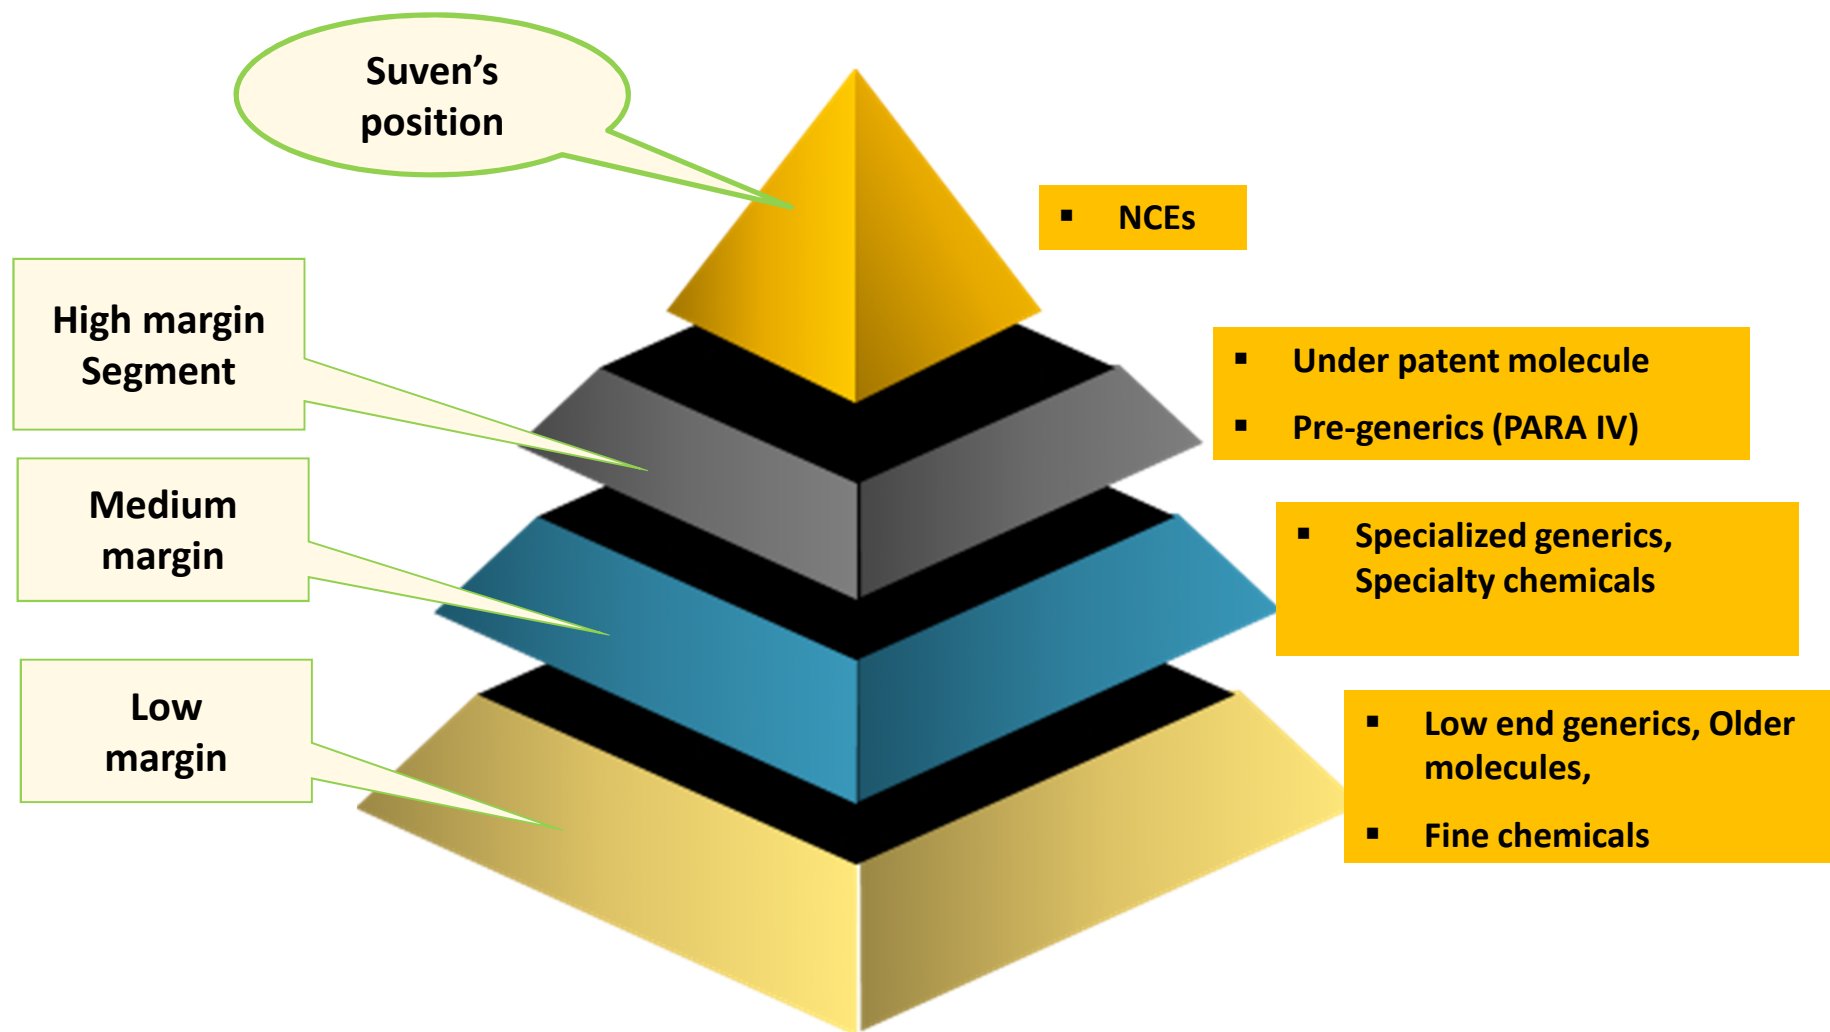 Suven’s
position
▪ NCEs
High margin
Segment
▪ Under patent molecule
▪ Pre-generics (PARA IV)
Medium
margin
▪ Specialized generics,
Specialty chemicals
Low
margin
▪ Low end generics, Older
molecules,
▪ Fine chemicals